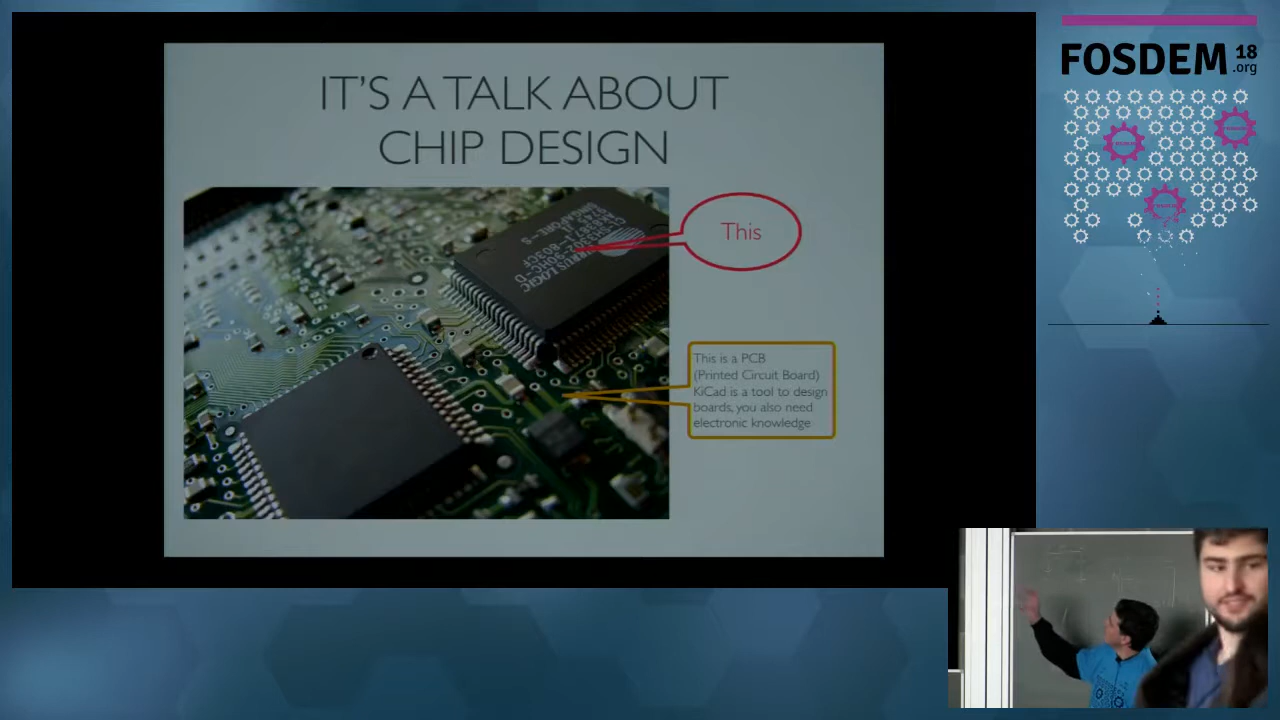 IT'S A TALK ABOUT
CHIP DESIGN
This
This is a PCB
(Printed Circuit Board)
KiCad is a tool to design
boards, you also need
electronic knowledge
FOSDEM 18
.org